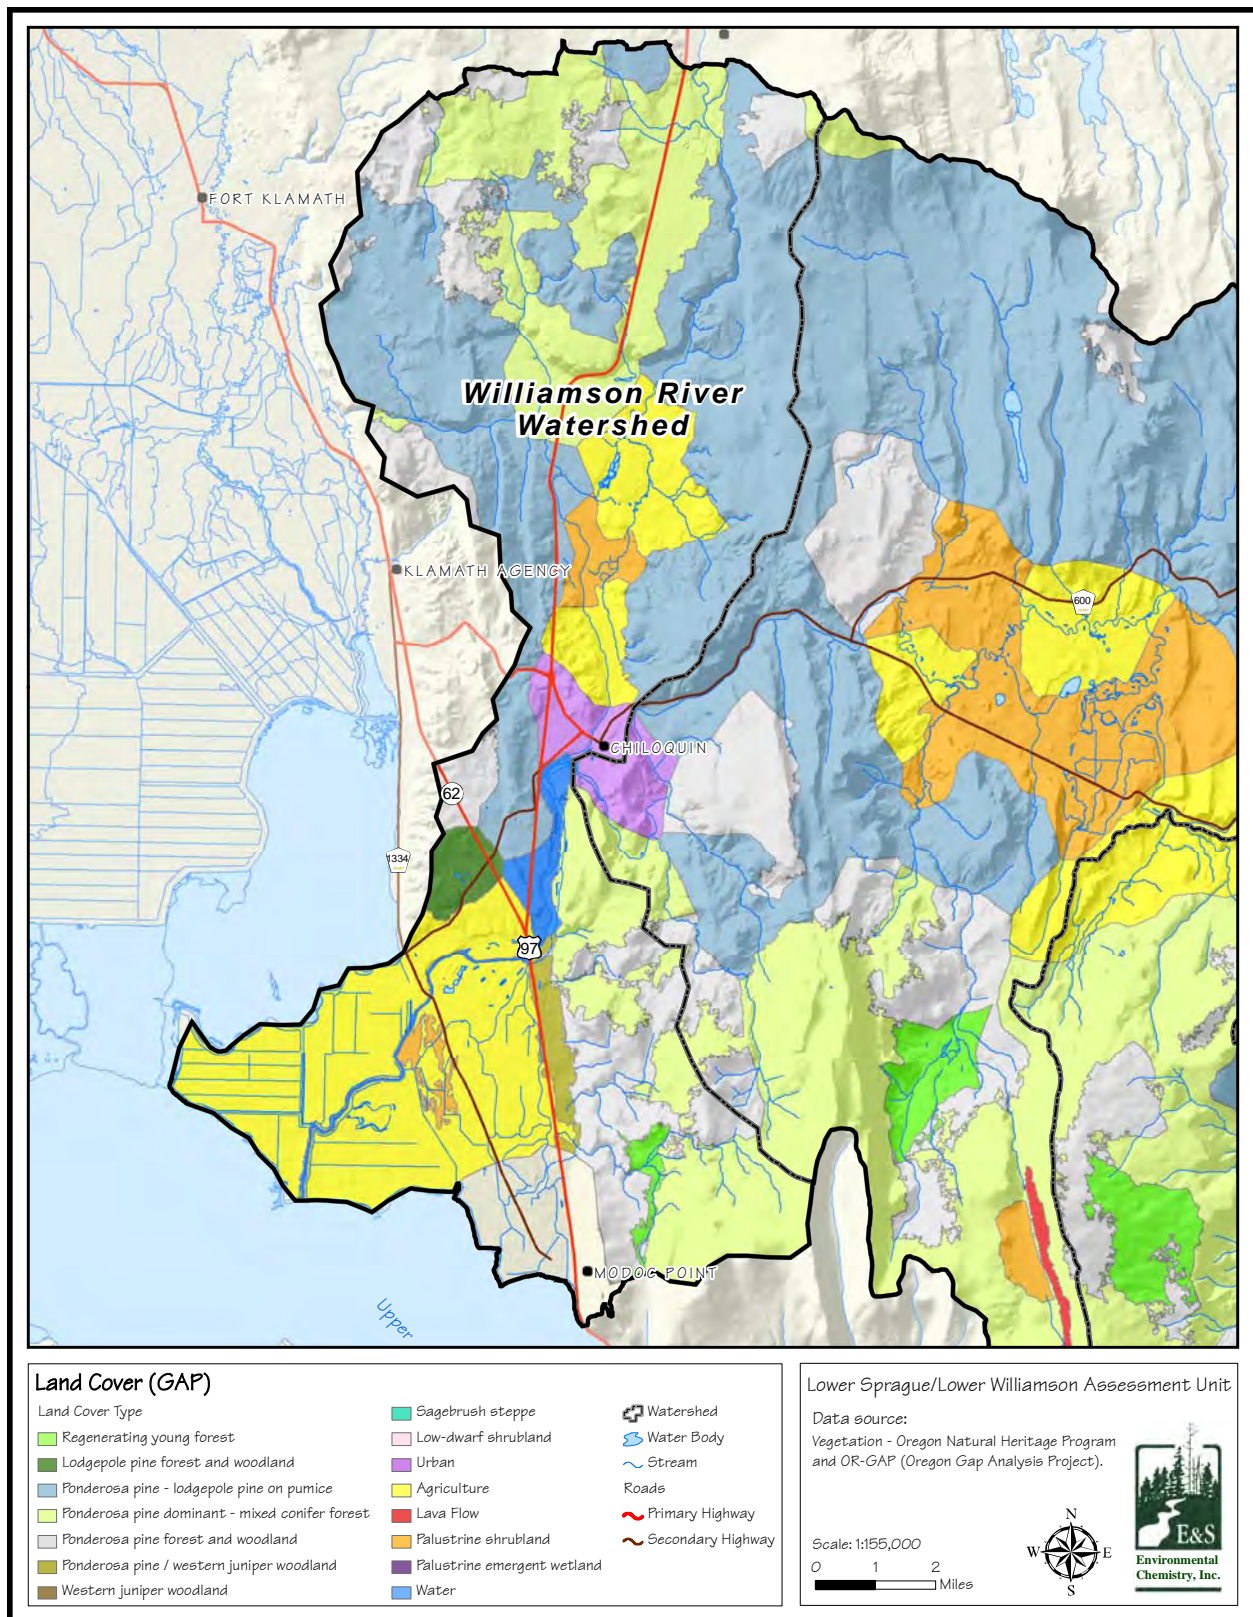 FORT KLAMATH
Williamson River
Watershed
KLAMATH AGENCY
600
CHILOQUIN
62
1334
97
MODOC POINT
Upper
Land Cover (GAP)
Land Cover Type
Regenerating young forest
Lodgepole pine forest and woodland
Ponderosa pine - lodgepole pine on pumice
Ponderosa pine dominant - mixed conifer forest
Ponderosa pine forest and woodland
Ponderosa pine / western juniper woodland
Western juniper woodland
Sagebrush steppe
Low-dwarf shrubland
Urban
Agriculture
Lava Flow
Palustrine shrubland
Palustrine emergent wetland
Water
Watershed
Water Body
Stream
Roads
Primary Highway
Secondary Highway
Lower Sprague/Lower Williamson Assessment Unit
Data source:
Vegetation - Oregon Natural Heritage Program
and OR-GAP (Oregon Gap Analysis Project).
Scale: 1:155,000
0 1 2
Miles
N
W E
S
E&S
Environmental
Chemistry, Inc.